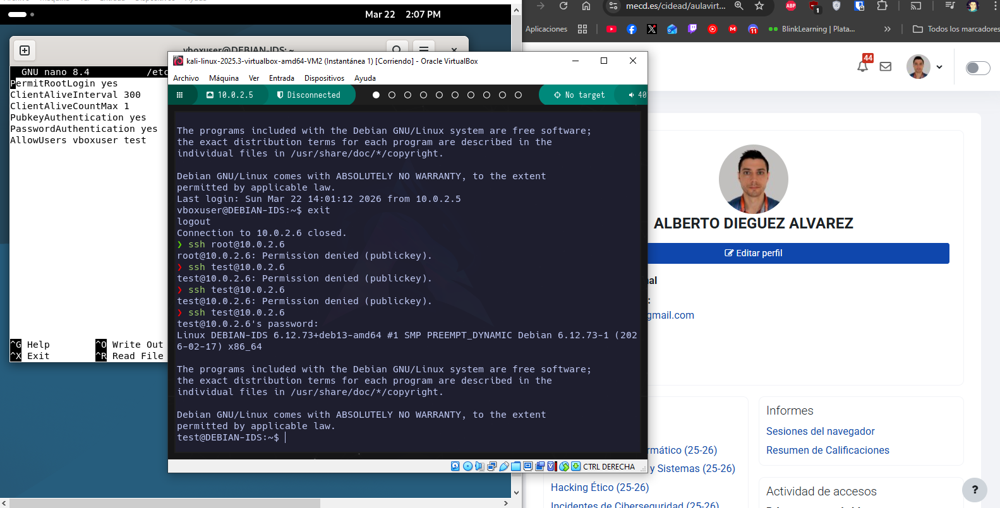 Mar 22 2:07 PM
vboxuser@DEBIAN-IDS: ~
GNU nano 8.4 /etc
PermitRootLogin yes
ClientAliveInterval 300
ClientAliveCountMax 1
PubkeyAuthentication yes
PasswordAuthentication yes
AllowUsers vboxuser test
^G Help ^O Write Out
^X Exit ^R Read File
kali-linux-2025.3-virtualbox-amd64-VM2 (Instantánea 1) [Corriendo] - Oracle VirtualBox
Archivo Máquina Ver Entrada Dispositivos Ayuda
10.0.2.5 Disconnected No target 40
The programs included with the Debian GNU/Linux system are free software;
the exact distribution terms for each program are described in the
individual files in /usr/share/doc/*/copyright.
Debian GNU/Linux comes with ABSOLUTELY NO WARRANTY, to the extent
permitted by applicable law.
Last login: Sun Mar 22 14:01:12 2026 from 10.0.2.5
vboxuser@DEBIAN-IDS:~$ exit
logout
Connection to 10.0.2.6 closed.
❯ ssh root@10.0.2.6
root@10.0.2.6: Permission denied (publickey).
❯ ssh test@10.0.2.6
test@10.0.2.6: Permission denied (publickey).
❯ ssh test@10.0.2.6
test@10.0.2.6: Permission denied (publickey).
❯ ssh test@10.0.2.6
test@10.0.2.6's password:
Linux DEBIAN-IDS 6.12.73+deb13-amd64 #1 SMP PREEMPT_DYNAMIC Debian 6.12.73-1 (202
6-02-17) x86_64
The programs included with the Debian GNU/Linux system are free software;
the exact distribution terms for each program are described in the
individual files in /usr/share/doc/*/copyright.
Debian GNU/Linux comes with ABSOLUTELY NO WARRANTY, to the extent
permitted by applicable law.
test@DEBIAN-IDS:~$
CTRL DERECHA
mecd.es/cidead/aulavirt...
ABP
1
Aplicaciones
11
BlinkLearning | Plata...
»
Todos los marcadores
44
ALBERTO DIEGUEZ ALVAREZ
Editar perfil
al
:
gmail.com
rmático (25-26)
y Sistemas (25-26)
Hacking Ético (25-26)
Incidentes de Ciberseguridad (25-26)
Informes
Sesiones del navegador
Resumen de Calificaciones
Actividad de accesos
?